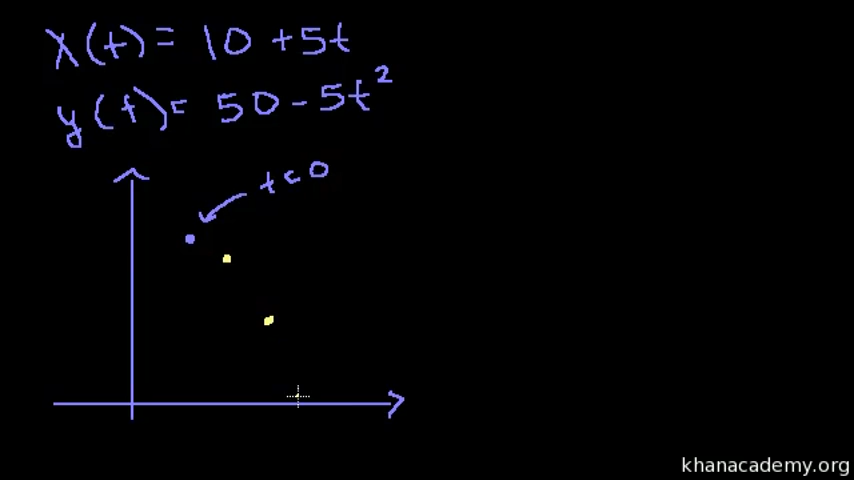 x(t) = 10 + 5t
y(t) = 50 - 5t²
t = 0
khanacademy.org